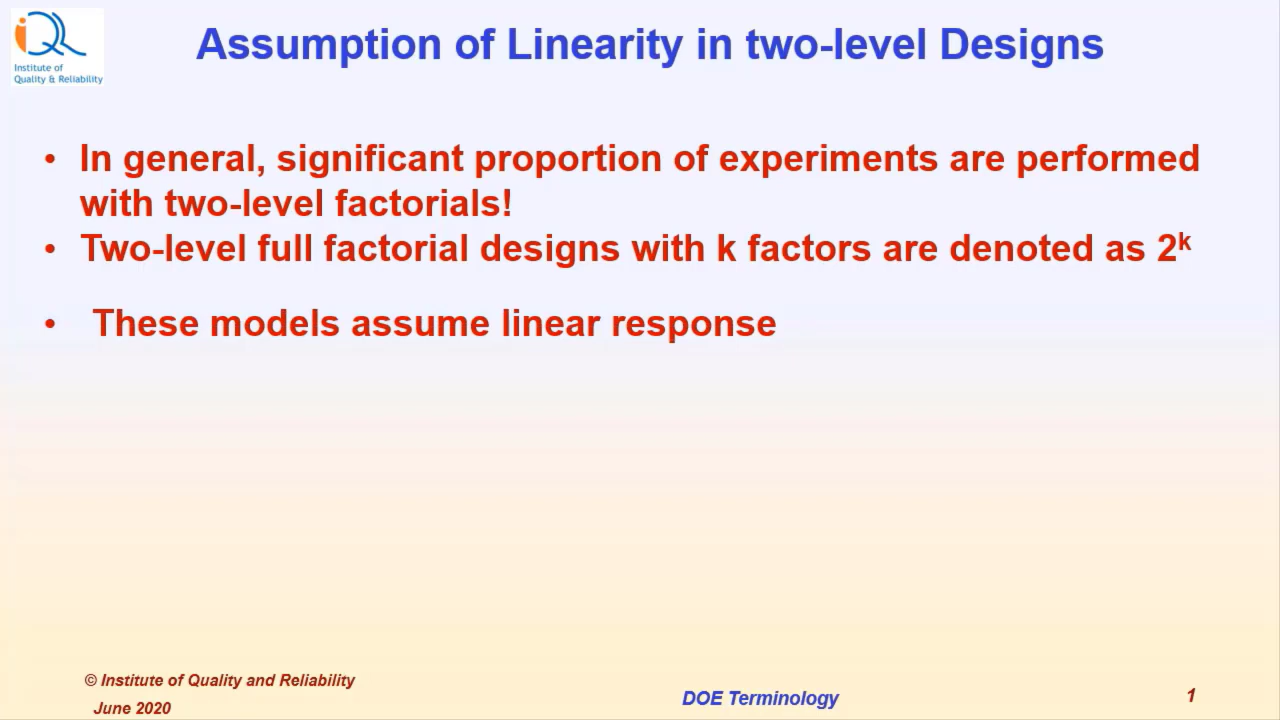 iQR
Institute of
Quality & Reliability
Assumption of Linearity in two-level Designs
• In general, significant proportion of experiments are performed
with two-level factorials!
• Two-level full factorial designs with k factors are denoted as 2ᵏ
• These models assume linear response
© Institute of Quality and Reliability
June 2020
DOE Terminology
1